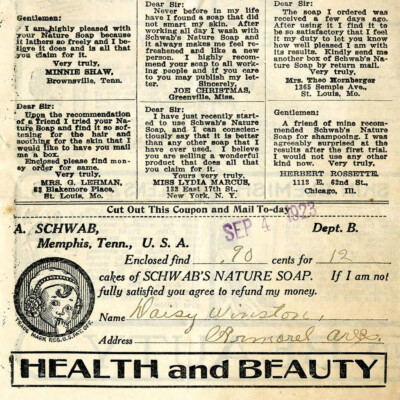 Gentlemen:
I am highly pleased with
your Nature Soap because
it lathers so freely and I be-
lieve it does and is all that
you claim for it.
Very truly,
MINNIE SHAW,
Brownsville, Tenn.
Dear Sir:
Never before in my life
have I found a soap that did
not smart my skin. After
working all day I wash with
Schwab's Nature Soap and
it always makes me feel re-
freshened and like a new
person. I highly recom-
mend your soap to all work-
ing people and if you care
to you may publish my let-
ter. Sincerely,
JOE CHRISTMAS,
Greenville, Miss.
Dear Sir:
The soap I ordered was
received a few days ago.
After using it I find it to
be so satisfactory that I feel
it my duty to let you know
how well pleased I am with
its results. Kindly send me
another box of Schwab's Na-
ture Soap by return mail.
Very truly,
Mrs. Theo Hornberger
1365 Semple Ave.,
St. Louis, Mo.
Dear Sir:
Upon the recommendation
of a friend I tried your Na-
ture Soap and find it so sof-
tening for the hair and
soothing for the skin that I
would like to have you mail
me a box.
Enclosed please find mon-
ey order for same.
Very truly,
MRS. G. LEHMAN,
Blakemore Place,
St. Louis, Mo.
Dear Sir:
I have just recently start-
ed to use Schwab's Nature
Soap, and I can conscien-
tiously say that it is better
than any other soap that I
have ever used. I believe
you are selling a wonderful
product that does all that
you claim for it.
Yours very truly,
MISS LYDIA MARCUS,
132 East 17th St.,
New York, N. Y.
Gentlemen:
A friend of mine recom-
mended Schwab's Nature
Soap for shampooing. I was
agreeably surprised at the
results after the first trial.
I would not use any other
kind now. Very truly,
HERBERT ROSSETTE,
1113 E. 62nd St.,
Chicago, Ill.
Cut Out This Coupon and Mail To-day
SEP 4 1923
A. SCHWAB, Dept. B.
Memphis, Tenn., U. S. A.
Enclosed find .90 cents for 12
cakes of SCHWAB'S NATURE SOAP. If I am not
fully satisfied you agree to refund my money.
TRADE MARK REG. U.S. PAT. OFF.
Name Daisy Winston,
Address Armorel Ark.
HEALTH and BEAUTY